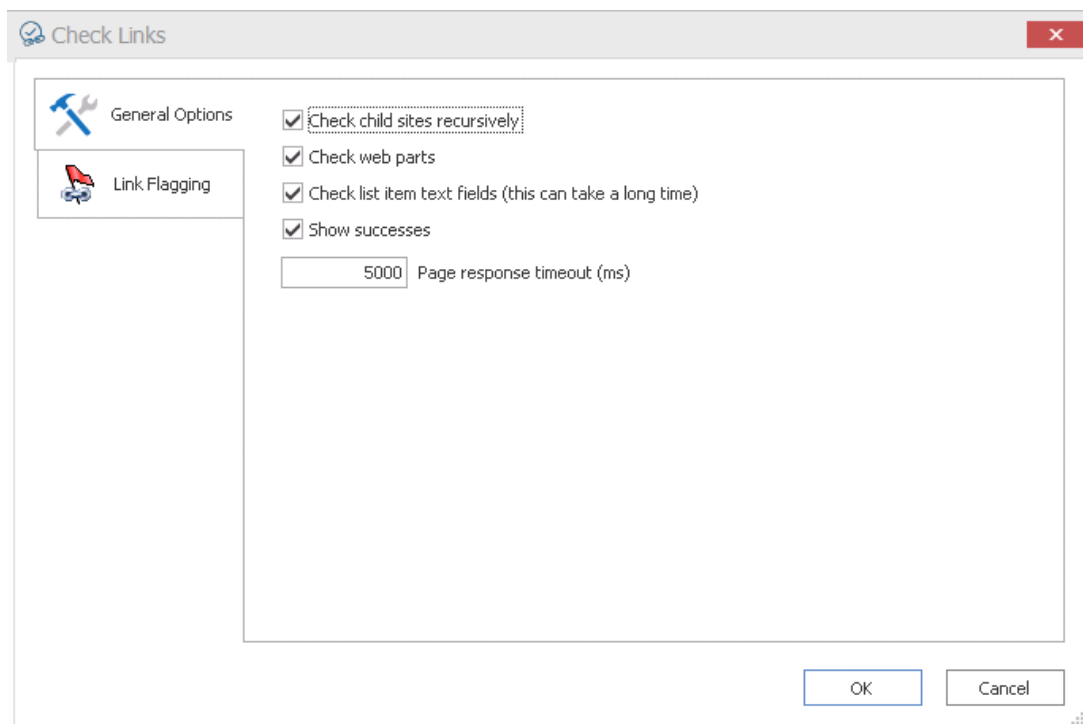 Check Links
General Options
Link Flagging
Check child sites recursively
Check web parts
Check list item text fields (this can take a long time)
Show successes
5000 Page response timeout (ms)
OK
Cancel